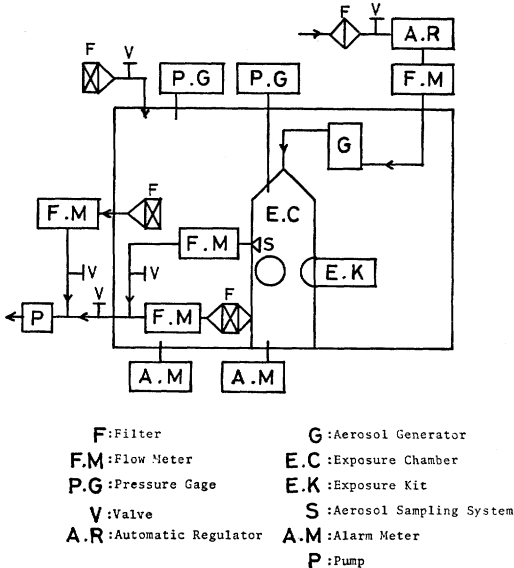 F
V
A.R
F
V
P.G
P.G
F.M
G
F
E.C
F.M
F.M
S
V
V
E.K
V
F
P
F.M
A.M
A.M
F:Filter
F.M:Flow Meter
P.G:Pressure Gage
V:Valve
A.R:Automatic Regulator
G:Aerosol Generator
E.C:Exposure Chamber
E.K:Exposure Kit
S:Aerosol Sampling System
A.M:Alarm Meter
P:Pump